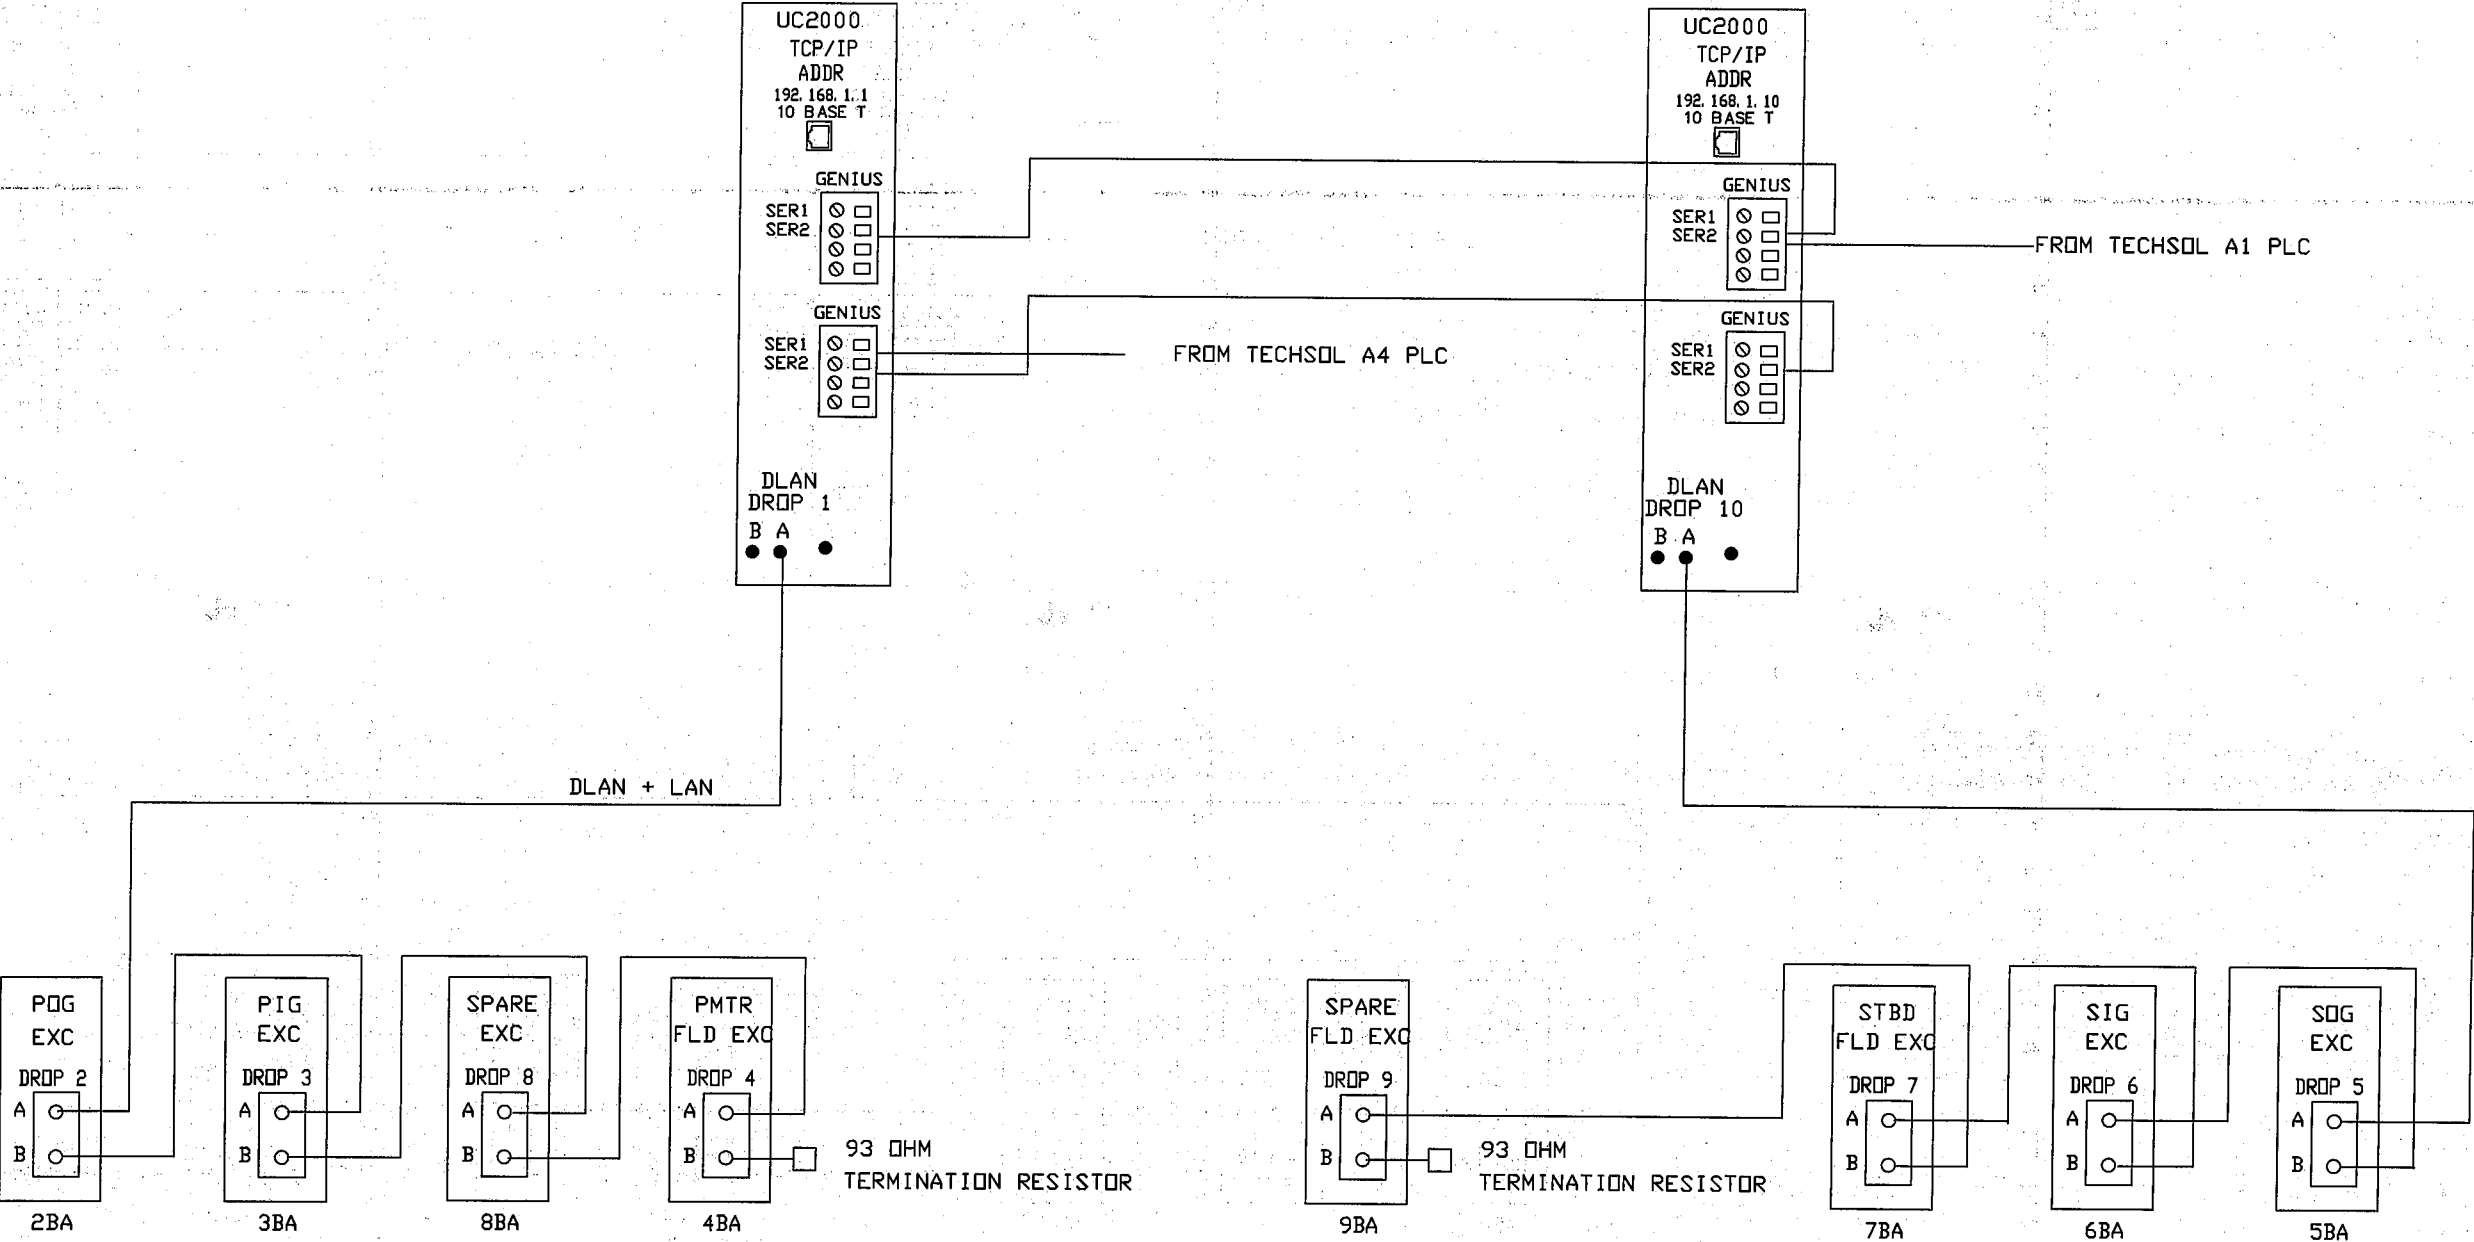 UC2000
TCP/IP
ADDR
192.168.1.1
10 BASE T
GENIUS
SER1
SER2
GENIUS
SER1
SER2
DLAN
DROP 1
B A
UC2000
TCP/IP
ADDR
192.168.1.10
10 BASE T
GENIUS
SER1
SER2
FROM TECHSOL A1 PLC
GENIUS
SER1
SER2
FROM TECHSOL A4 PLC
DLAN
DROP 10
B A
DLAN + LAN
POG
EXC
DROP 2
A
B
2BA
PIG
EXC
DROP 3
A
B
3BA
SPARE
EXC
DROP 8
A
B
8BA
PMTR
FLD EXC
DROP 4
A
B
4BA
93 OHM
TERMINATION RESISTOR
SPARE
FLD EXC
DROP 9
A
B
9BA
93 OHM
TERMINATION RESISTOR
STBD
FLD EXC
DROP 7
A
B
7BA
SIG
EXC
DROP 6
A
B
6BA
SOG
EXC
DROP 5
A
B
5BA